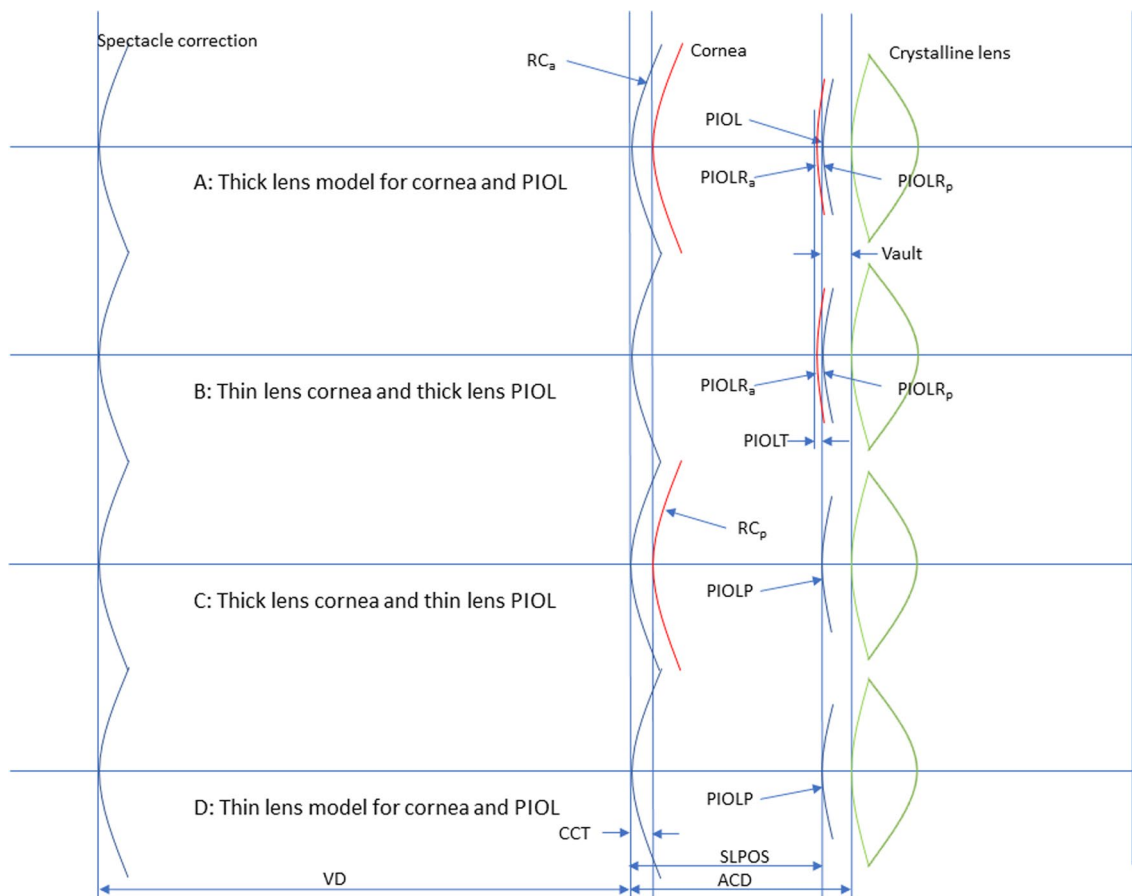 Spectacle correction
RCa
Cornea
Crystalline lens
PIOL
A: Thick lens model for cornea and PIOL
PIOLRa
PIOLRp
Vault
B: Thin lens cornea and thick lens PIOL
PIOLRa
PIOLRp
PIOLT
RCp
C: Thick lens cornea and thin lens PIOL
PIOLP
D: Thin lens model for cornea and PIOL
PIOLP
CCT
SLPOS
VD
ACD